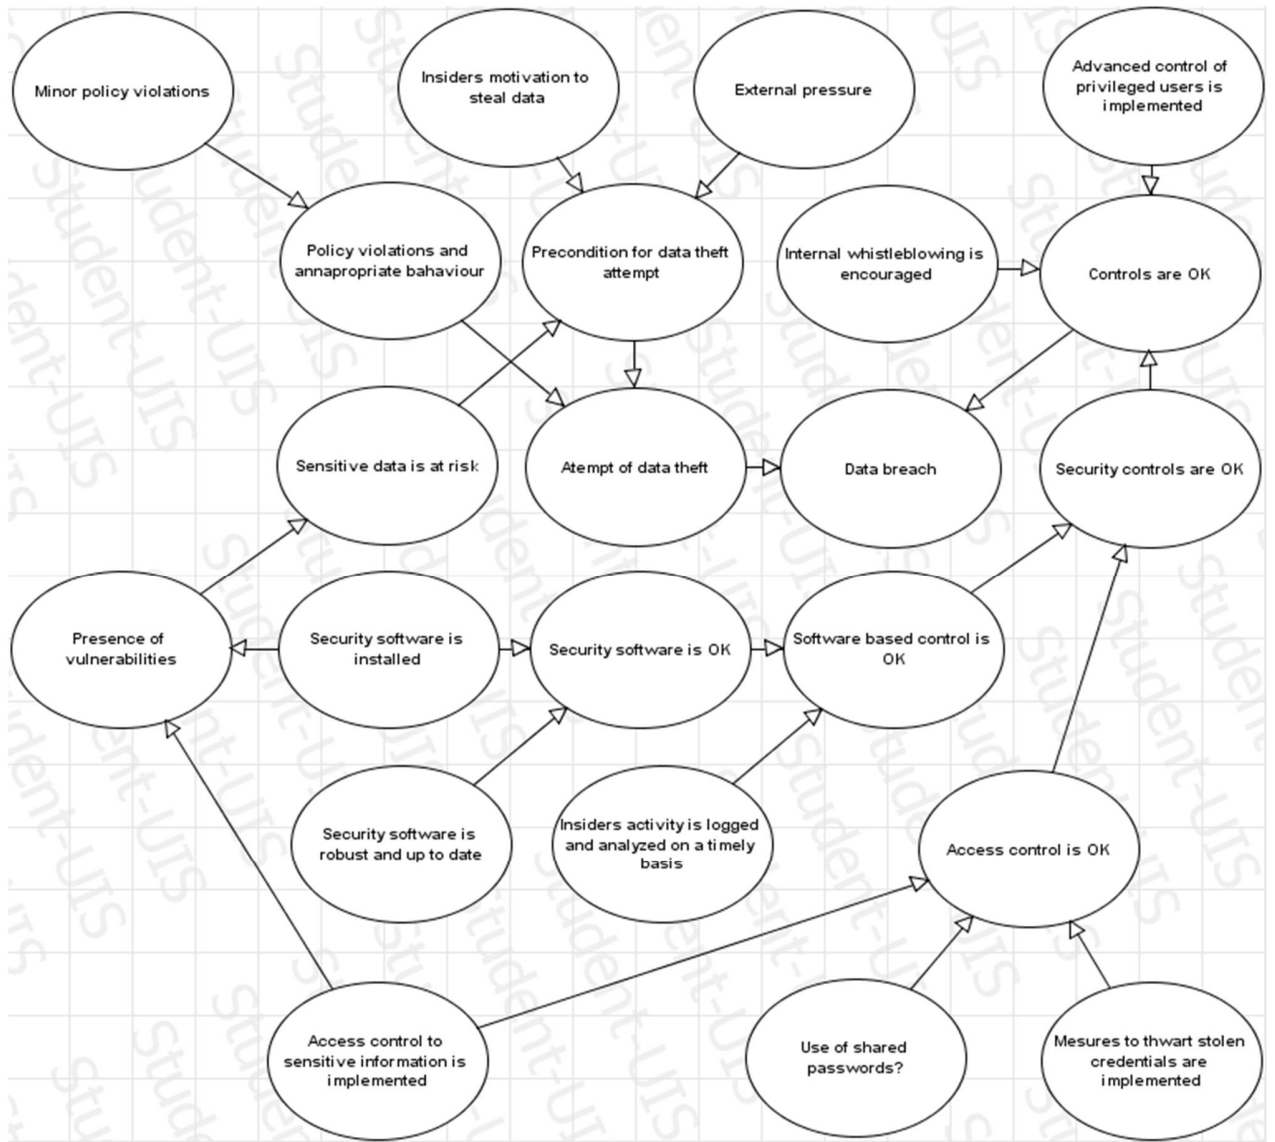 Minor policy violations
Insiders motivation to
steal data
External pressure
Advanced control of
privileged users is
implemented
Policy violations and
annapropriate bahaviour
Precondition for data theft
attempt
Internal whistleblowing is
encouraged
Controls are OK
Sensitive data is at risk
Atempt of data theft
Data breach
Security controls are OK
Presence of
vulnerabilities
Security software is
installed
Security software is OK
Software based control is
OK
Security software is
robust and up to date
Insiders activity is logged
and analyzed on a timely
basis
Access control is OK
Access control to
sensitive information is
implemented
Use of shared
passwords?
Mesures to thwart stolen
credentials are
implemented
Student-UIS